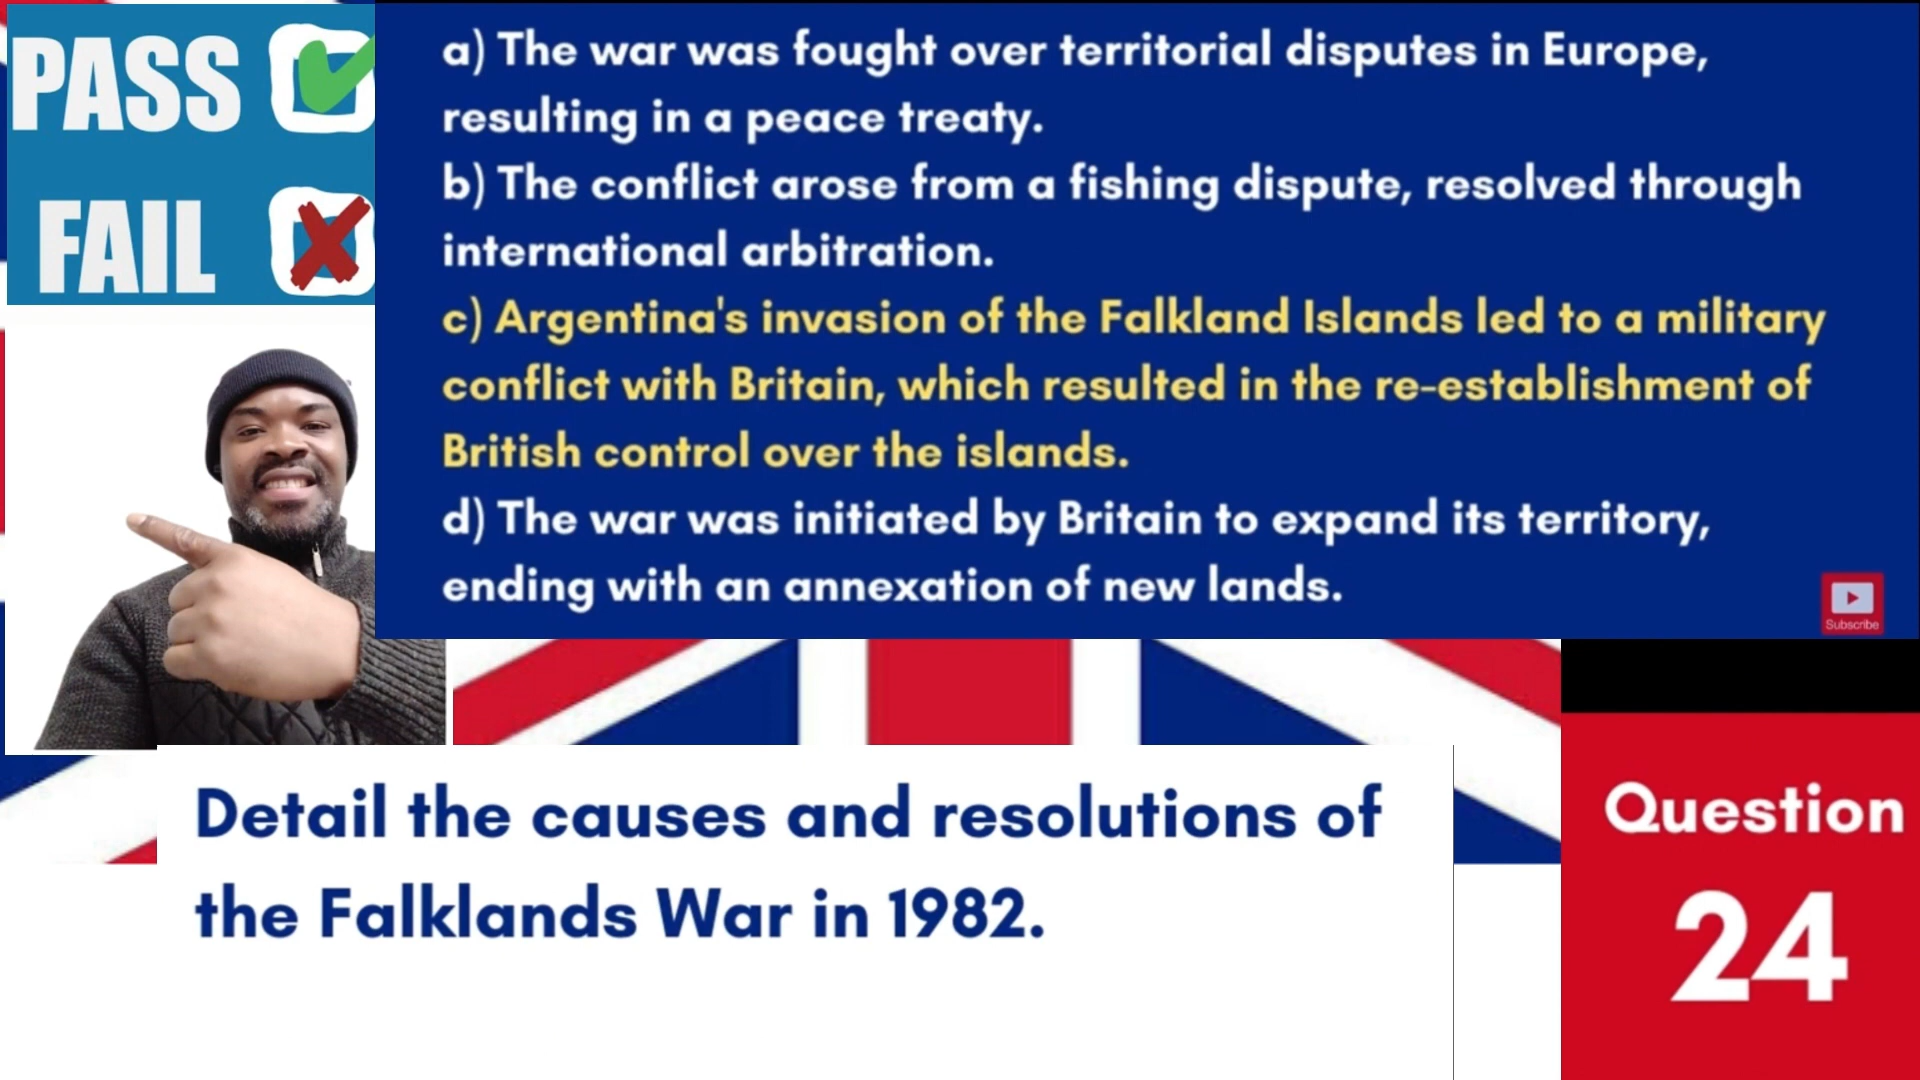 PASS
FAIL
a) The war was fought over territorial disputes in Europe,
resulting in a peace treaty.
b) The conflict arose from a fishing dispute, resolved through
international arbitration.
c) Argentina's invasion of the Falkland Islands led to a military
conflict with Britain, which resulted in the re-establishment of
British control over the islands.
d) The war was initiated by Britain to expand its territory,
ending with an annexation of new lands.
Subscribe
Detail the causes and resolutions of
the Falklands War in 1982.
Question
24